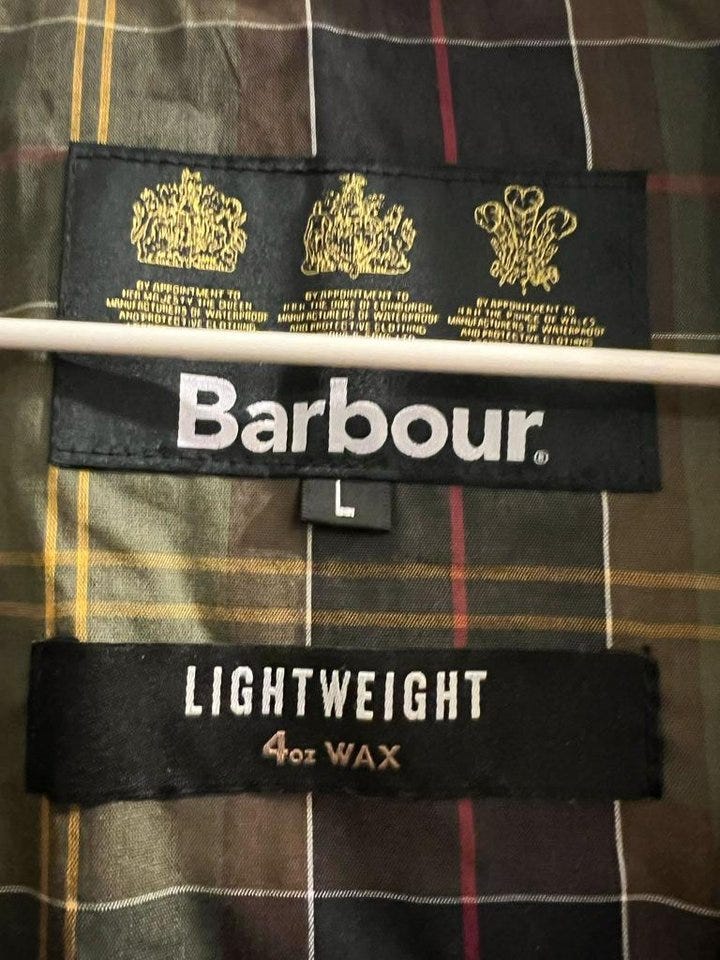 BY APPOINTMENT TO
HER MAJESTY THE QUEEN
MANUFACTURERS OF WATERPROOF
AND PROTECTIVE CLOTHING
BY APPOINTMENT TO
H.R.H. THE DUKE OF EDINBURGH
MANUFACTURERS OF WATERPROOF
AND PROTECTIVE CLOTHING
BY APPOINTMENT TO
H.R.H. THE PRINCE OF WALES
MANUFACTURERS OF WATERPROOF
AND PROTECTIVE CLOTHING
Barbour®
L
LIGHTWEIGHT
4oz WAX